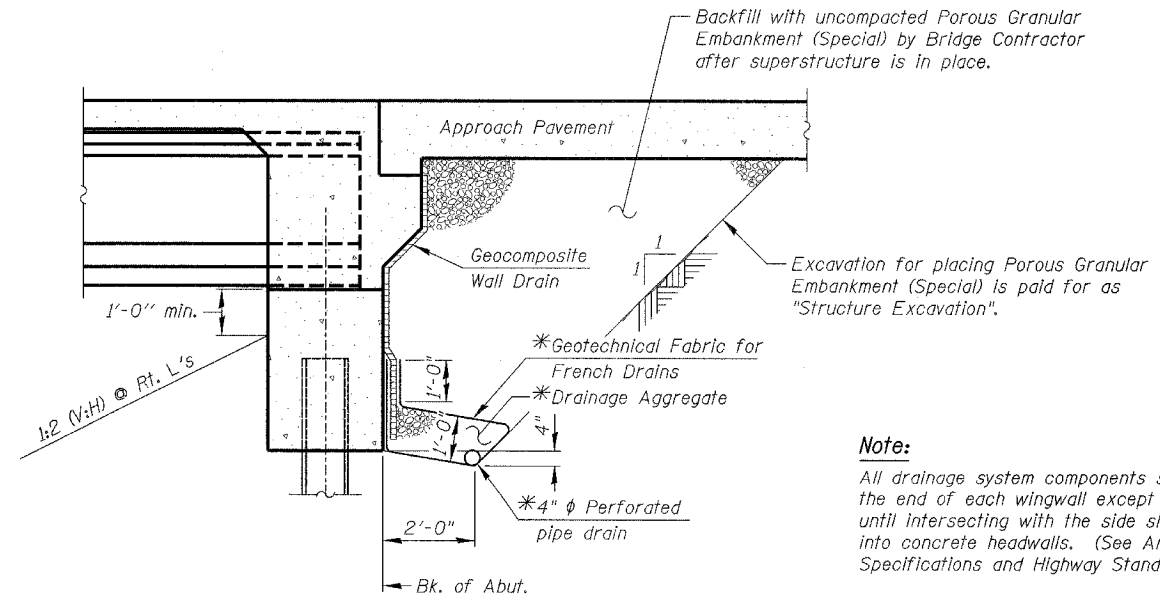 Backfill with uncompacted Porous Granular
Embankment (Special) by Bridge Contractor
after superstructure is in place.
Approach Pavement
Geocomposite
Wall Drain
1
1
Excavation for placing Porous Granular
Embankment (Special) is paid for as
"Structure Excavation".
1'-0" min.
1:2 (V:H) @ Rt. L's
*Geotechnical Fabric for
French Drains
*Drainage Aggregate
1'-0"
1'-0"
4"
*4" ϕ Perforated
pipe drain
2'-0"
Bk. of Abut.
Note:
All drainage system components s
the end of each wingwall except
until intersecting with the side sl
into concrete headwalls. (See Ar
Specifications and Highway Stand